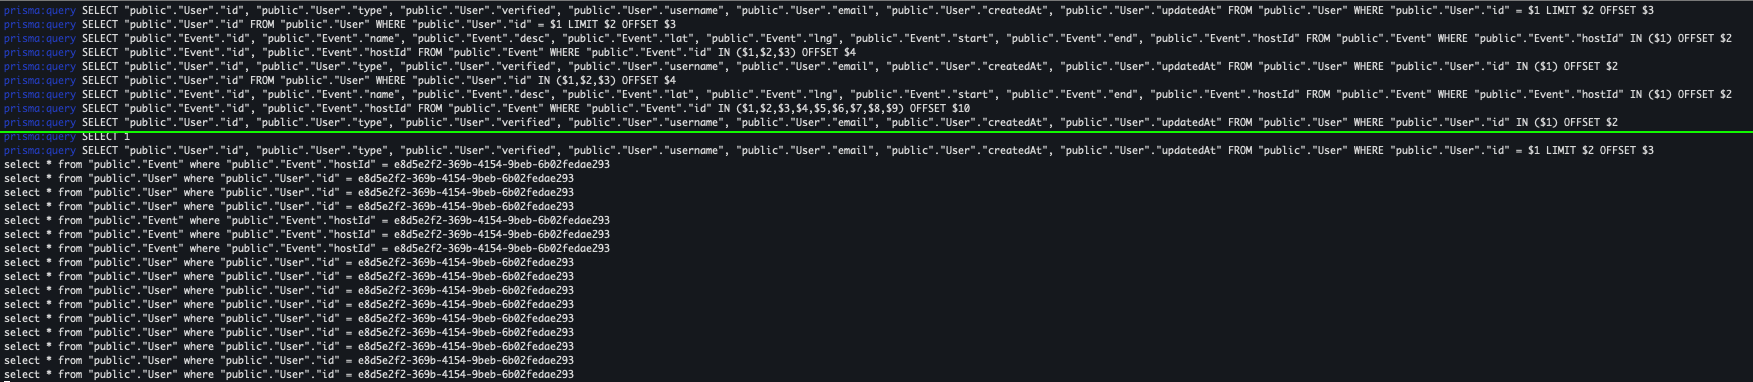 prisma:query SELECT "public"."User"."id", "public"."User"."type", "public"."User"."verified", "public"."User"."username", "public"."User"."email", "public"."User"."createdAt", "public"."User"."updatedAt" FROM "public"."User" WHERE "public"."User"."id" = $1 LIMIT $2 OFFSET $3
prisma:query SELECT "public"."User"."id" FROM "public"."User" WHERE "public"."User"."id" = $1 LIMIT $2 OFFSET $3
prisma:query SELECT "public"."Event"."id", "public"."Event"."name", "public"."Event"."desc", "public"."Event"."lat", "public"."Event"."lng", "public"."Event"."start", "public"."Event"."end", "public"."Event"."hostId" FROM "public"."Event" WHERE "public"."Event"."hostId" IN ($1) OFFSET $2
prisma:query SELECT "public"."Event"."id", "public"."Event"."hostId" FROM "public"."Event" WHERE "public"."Event"."id" IN ($1,$2,$3) OFFSET $4
prisma:query SELECT "public"."User"."id", "public"."User"."type", "public"."User"."verified", "public"."User"."username", "public"."User"."email", "public"."User"."createdAt", "public"."User"."updatedAt" FROM "public"."User" WHERE "public"."User"."id" IN ($1) OFFSET $2
prisma:query SELECT "public"."User"."id" FROM "public"."User" WHERE "public"."User"."id" IN ($1,$2,$3) OFFSET $4
prisma:query SELECT "public"."Event"."id", "public"."Event"."name", "public"."Event"."desc", "public"."Event"."lat", "public"."Event"."lng", "public"."Event"."start", "public"."Event"."end", "public"."Event"."hostId" FROM "public"."Event" WHERE "public"."Event"."hostId" IN ($1) OFFSET $2
prisma:query SELECT "public"."Event"."id", "public"."Event"."hostId" FROM "public"."Event" WHERE "public"."Event"."id" IN ($1,$2,$3,$4,$5,$6,$7,$8,$9) OFFSET $10
prisma:query SELECT "public"."User"."id", "public"."User"."type", "public"."User"."verified", "public"."User"."username", "public"."User"."email", "public"."User"."createdAt", "public"."User"."updatedAt" FROM "public"."User" WHERE "public"."User"."id" IN ($1) OFFSET $2
prisma:query SELECT 1
prisma:query SELECT "public"."User"."id", "public"."User"."type", "public"."User"."verified", "public"."User"."username", "public"."User"."email", "public"."User"."createdAt", "public"."User"."updatedAt" FROM "public"."User" WHERE "public"."User"."id" = $1 LIMIT $2 OFFSET $3
select * from "public"."Event" where "public"."Event"."hostId" = e8d5e2f2-369b-4154-9beb-6b02fedae293
select * from "public"."User" where "public"."User"."id" = e8d5e2f2-369b-4154-9beb-6b02fedae293
select * from "public"."User" where "public"."User"."id" = e8d5e2f2-369b-4154-9beb-6b02fedae293
select * from "public"."User" where "public"."User"."id" = e8d5e2f2-369b-4154-9beb-6b02fedae293
select * from "public"."Event" where "public"."Event"."hostId" = e8d5e2f2-369b-4154-9beb-6b02fedae293
select * from "public"."Event" where "public"."Event"."hostId" = e8d5e2f2-369b-4154-9beb-6b02fedae293
select * from "public"."Event" where "public"."Event"."hostId" = e8d5e2f2-369b-4154-9beb-6b02fedae293
select * from "public"."User" where "public"."User"."id" = e8d5e2f2-369b-4154-9beb-6b02fedae293
select * from "public"."User" where "public"."User"."id" = e8d5e2f2-369b-4154-9beb-6b02fedae293
select * from "public"."User" where "public"."User"."id" = e8d5e2f2-369b-4154-9beb-6b02fedae293
select * from "public"."User" where "public"."User"."id" = e8d5e2f2-369b-4154-9beb-6b02fedae293
select * from "public"."User" where "public"."User"."id" = e8d5e2f2-369b-4154-9beb-6b02fedae293
select * from "public"."User" where "public"."User"."id" = e8d5e2f2-369b-4154-9beb-6b02fedae293
select * from "public"."User" where "public"."User"."id" = e8d5e2f2-369b-4154-9beb-6b02fedae293
select * from "public"."User" where "public"."User"."id" = e8d5e2f2-369b-4154-9beb-6b02fedae293
select * from "public"."User" where "public"."User"."id" = e8d5e2f2-369b-4154-9beb-6b02fedae293